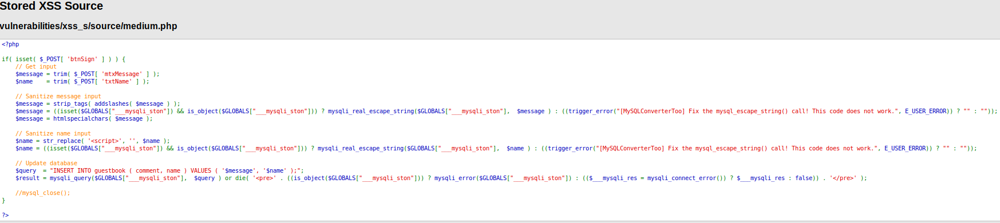 Stored XSS Source
vulnerabilities/xss_s/source/medium.php
<?php
if( isset( $_POST[ 'btnSign' ] ) ) {
    // Get input
    $message = trim( $_POST[ 'mtxMessage' ] );
    $name    = trim( $_POST[ 'txtName' ] );
    // Sanitize message input
    $message = strip_tags( addslashes( $message ) );
    $message = ((isset($GLOBALS["___mysqli_ston"]) && is_object($GLOBALS["___mysqli_ston"])) ? mysqli_real_escape_string($GLOBALS["___mysqli_ston"],  $message ) : ((trigger_error("[MySQLConverterToo] Fix the mysql_escape_string() call! This code does not work.", E_USER_ERROR)) ? "" : ""));
    $message = htmlspecialchars( $message );
    // Sanitize name input
    $name = str_replace( '<script>', '', $name );
    $name = ((isset($GLOBALS["___mysqli_ston"]) && is_object($GLOBALS["___mysqli_ston"])) ? mysqli_real_escape_string($GLOBALS["___mysqli_ston"],  $name ) : ((trigger_error("[MySQLConverterToo] Fix the mysql_escape_string() call! This code does not work.", E_USER_ERROR)) ? "" : ""));
    // Update database
    $query  = "INSERT INTO guestbook ( comment, name ) VALUES ( '$message', '$name' );";
    $result = mysqli_query($GLOBALS["___mysqli_ston"],  $query ) or die( '<pre>' . ((is_object($GLOBALS["___mysqli_ston"])) ? mysqli_error($GLOBALS["___mysqli_ston"]) : (($___mysqli_res = mysqli_connect_error()) ? $___mysqli_res : false)) . '</pre>' );
    //mysql_close();
}
?>